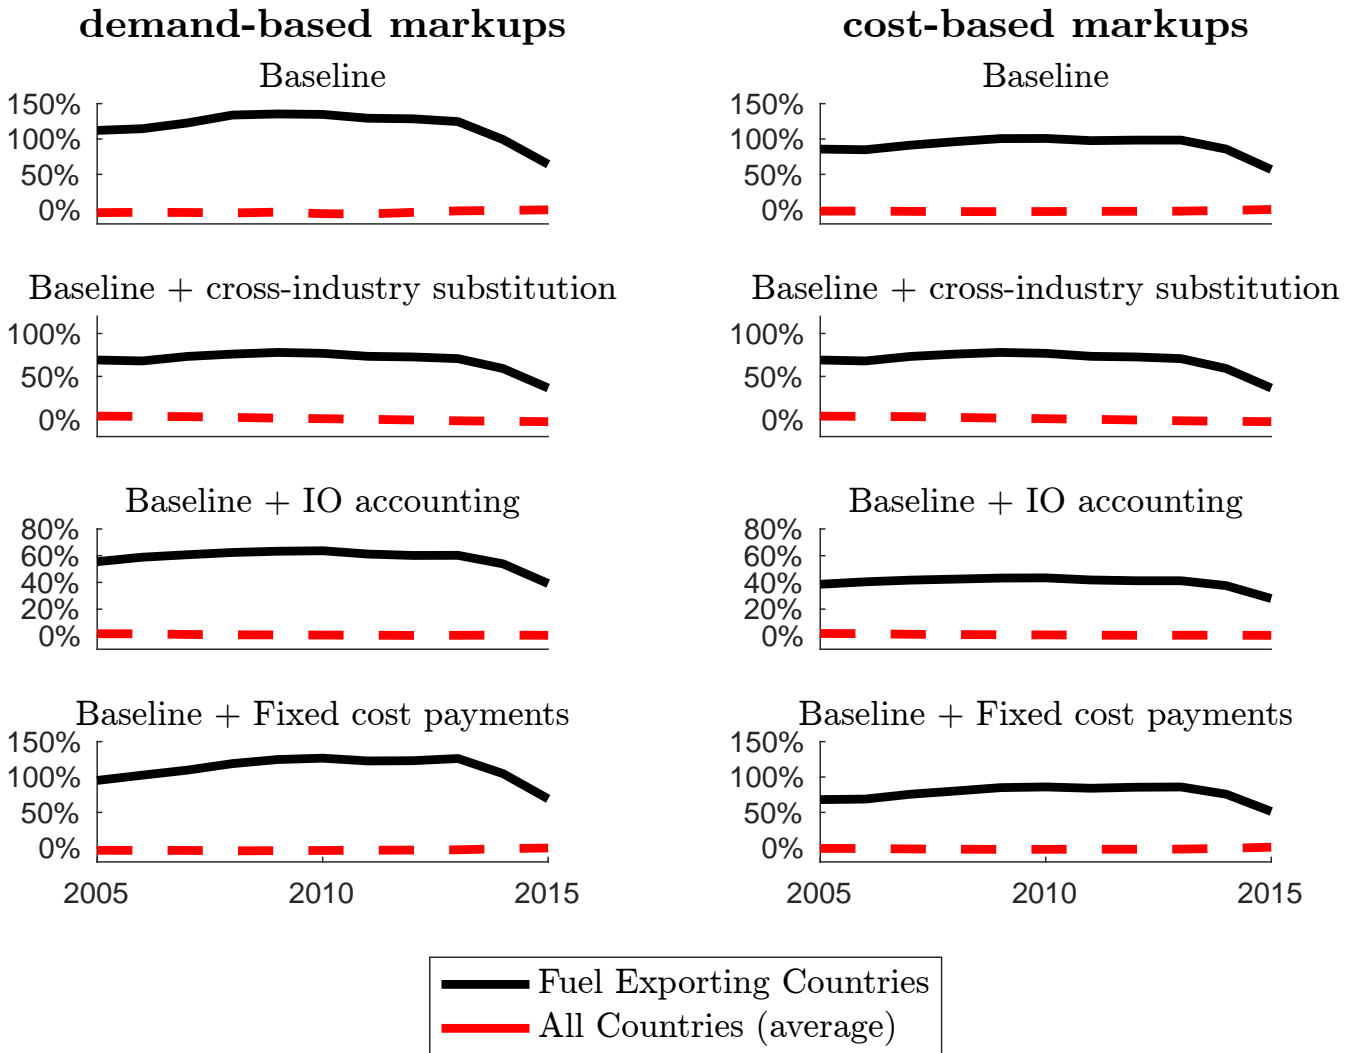 demand-based markups
cost-based markups
Baseline
150%
100%
50%
0%
Baseline
150%
100%
50%
0%
Baseline + cross-industry substitution
100%
50%
0%
Baseline + cross-industry substitution
100%
50%
0%
Baseline + IO accounting
80%
60%
40%
20%
0%
Baseline + IO accounting
80%
60%
40%
20%
0%
Baseline + Fixed cost payments
150%
100%
50%
0%
2005 2010 2015
Baseline + Fixed cost payments
150%
100%
50%
0%
2005 2010 2015
Fuel Exporting Countries
All Countries (average)